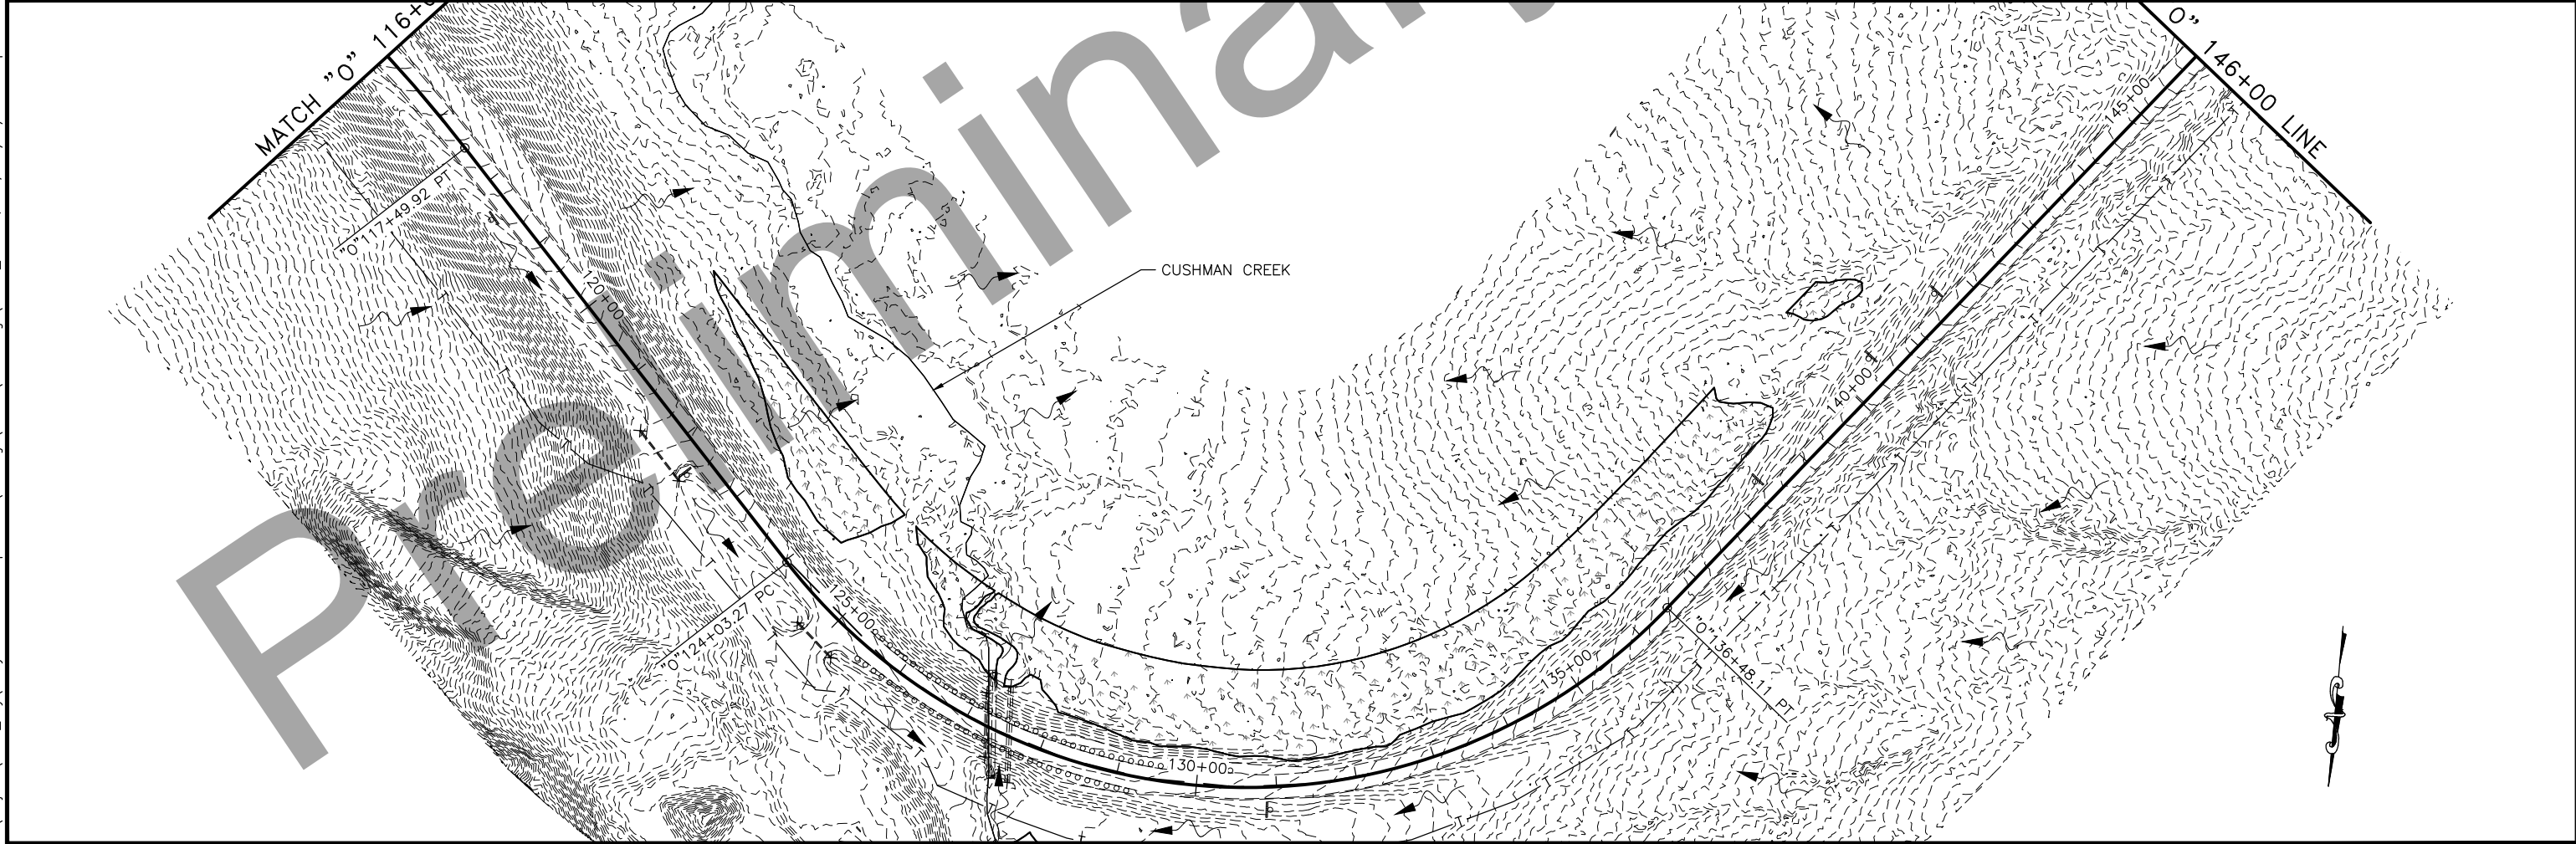 MATCH "O" 116+0
O"
146+00 LINE
Preliminary
"O"117+49.92 PT
120+00
CUSHMAN CREEK
145+00
140+00
"O"124+03.27 PC
125+00
130+00
135+00
"O"136+48.11 PT